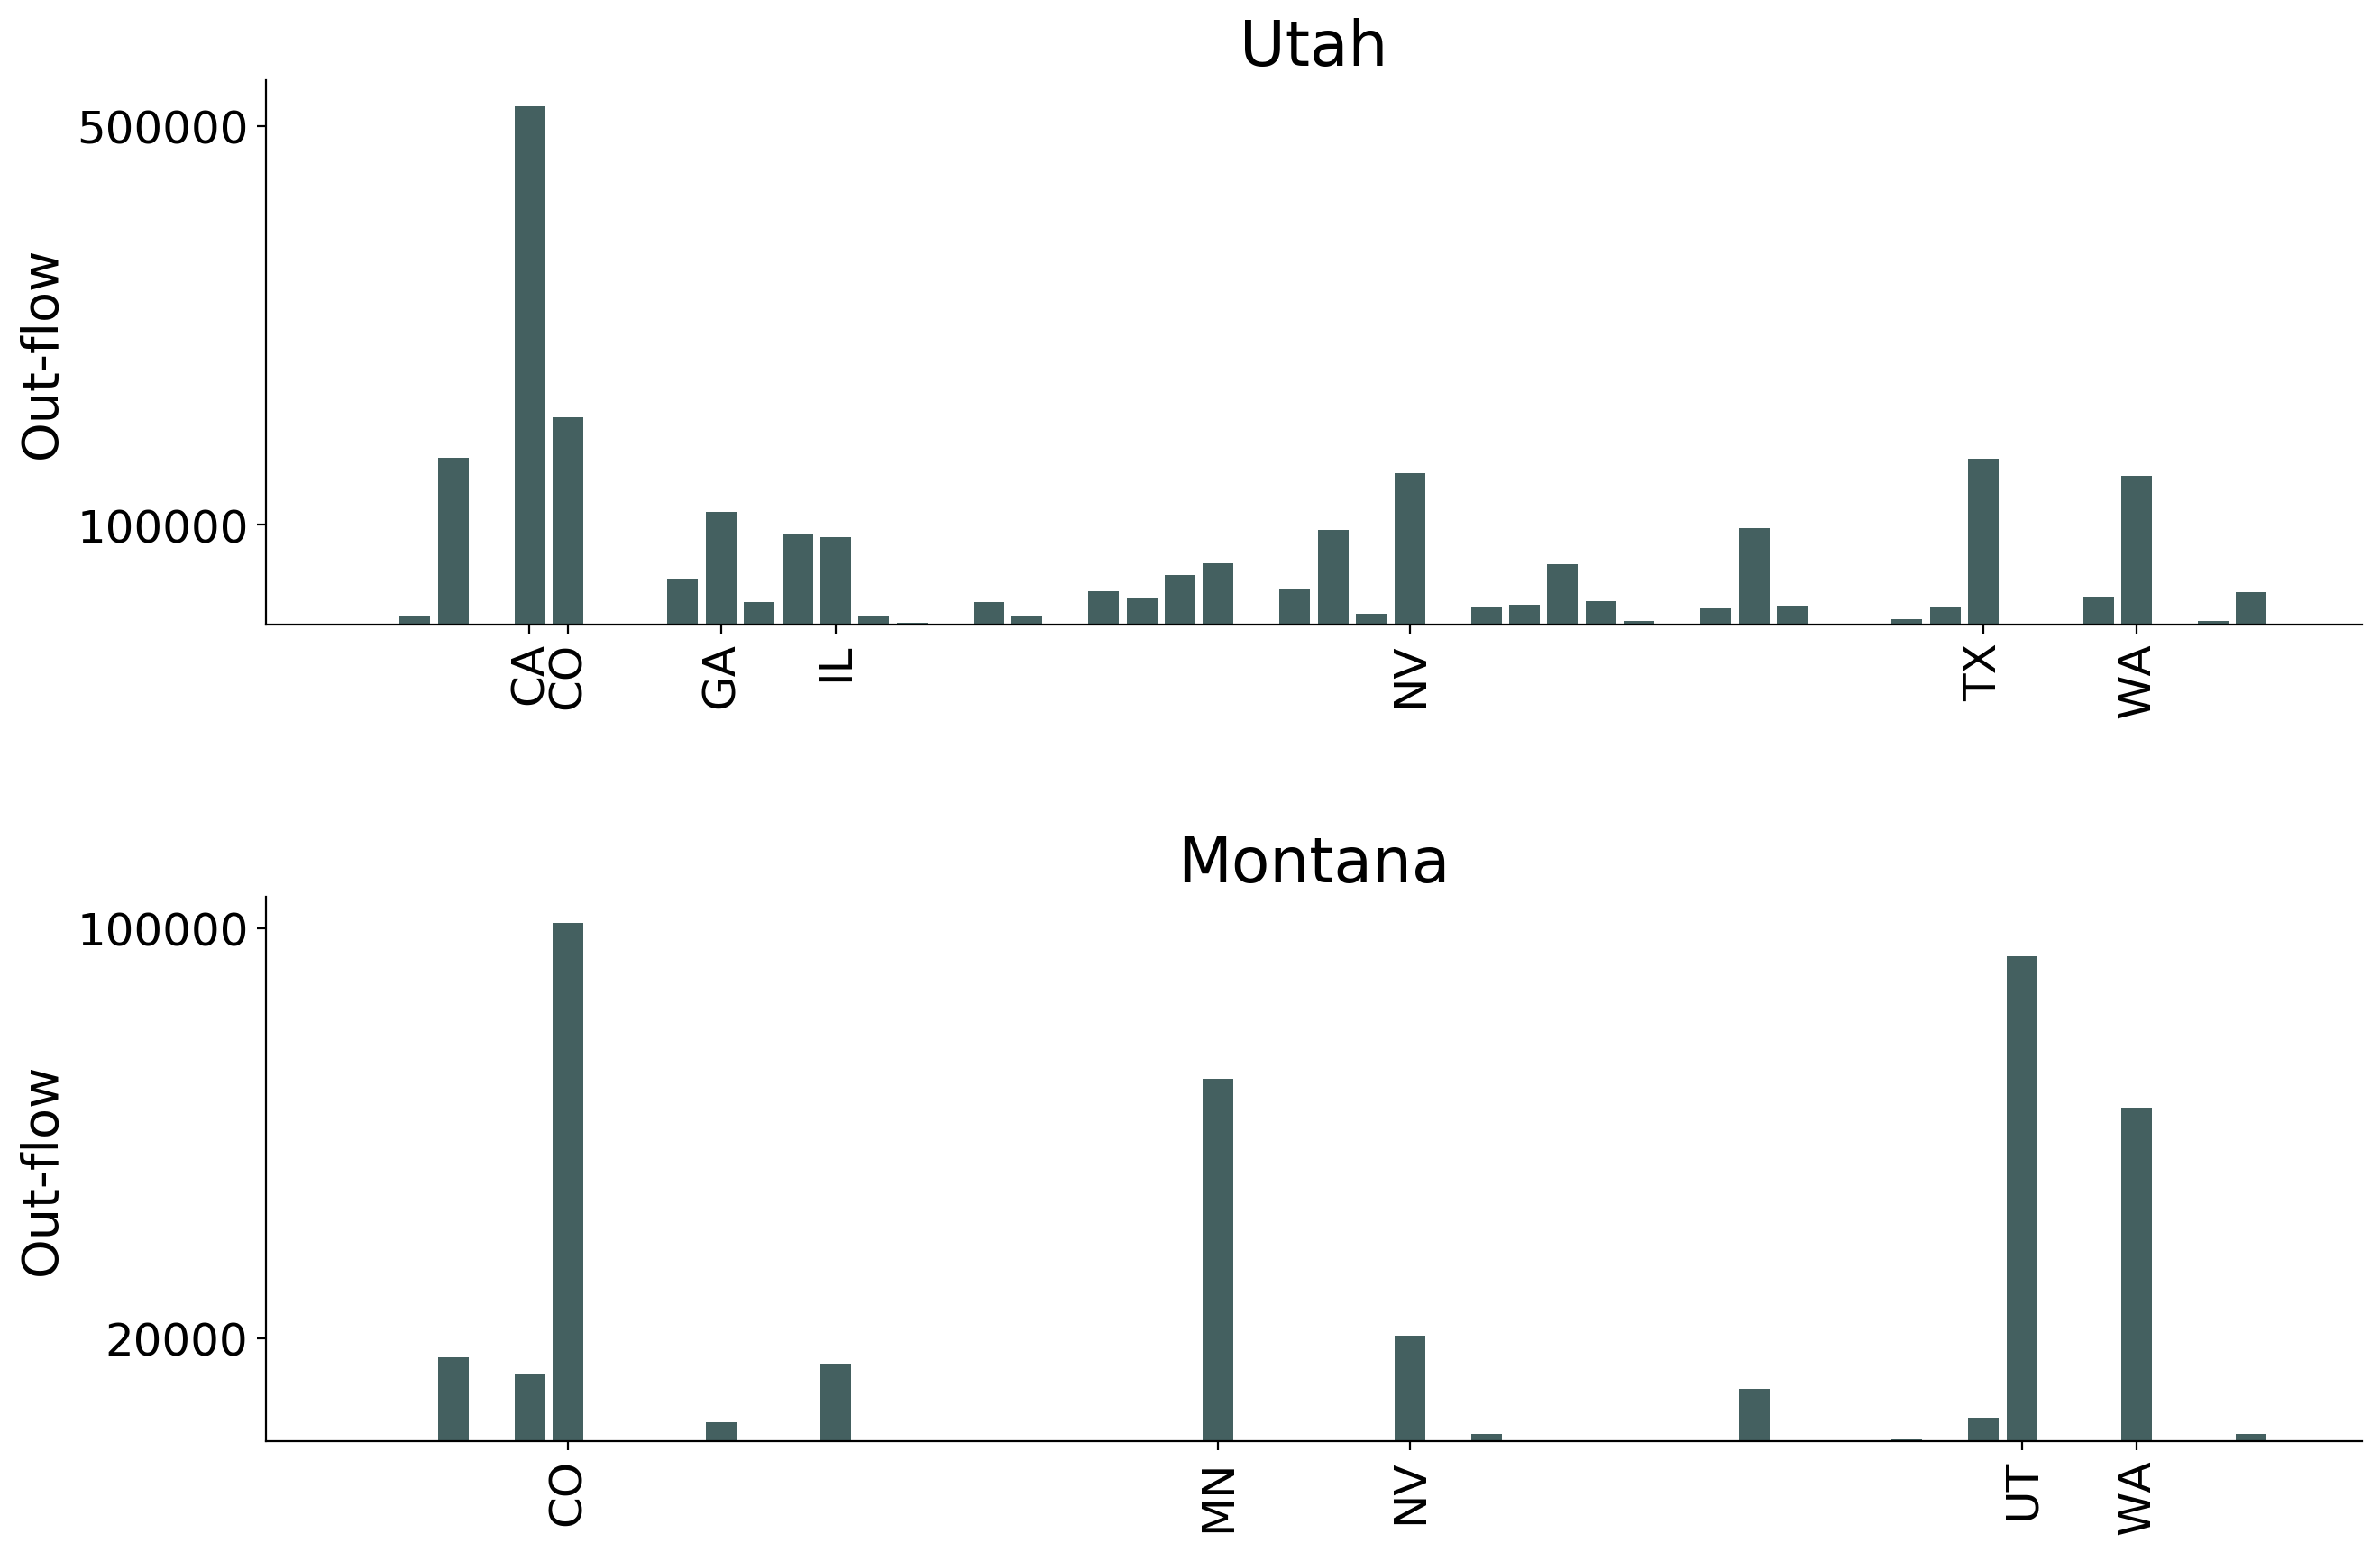 Utah
Out-flow
500000
100000
CA
CO
GA
IL
NV
TX
WA
Montana
Out-flow
100000
20000
CO
MN
NV
UT
WA